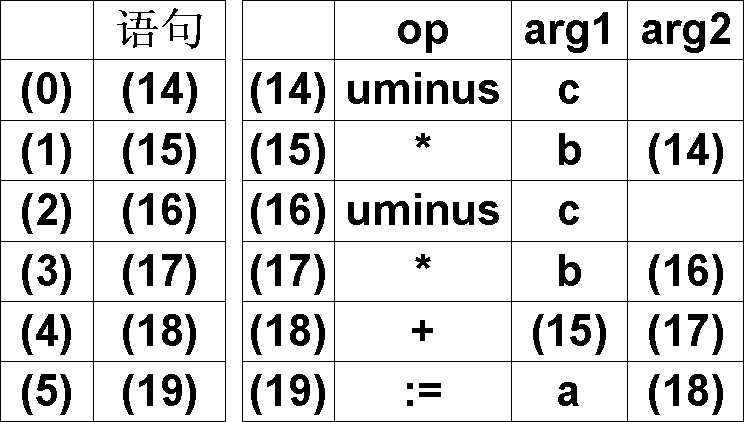 语句 op arg1 arg2
(0) (14) (14) uminus c
(1) (15) (15) * b (14)
(2) (16) (16) uminus c
(3) (17) (17) * b (16)
(4) (18) (18) + (15) (17)
(5) (19) (19) := a (18)